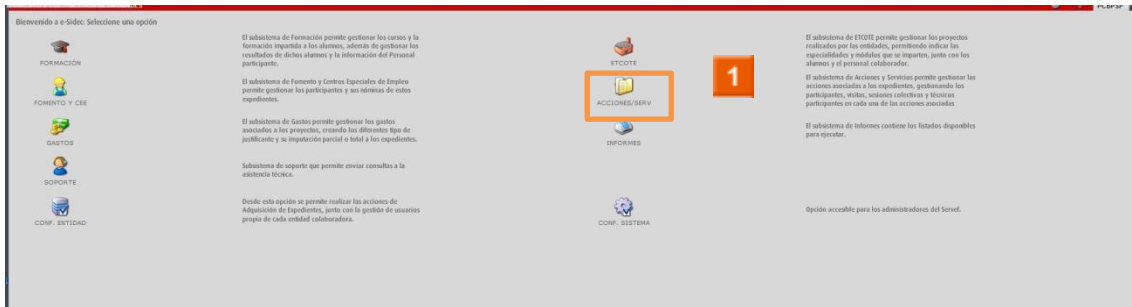 Bienvenido a e-Sidec: Seleccione una opción
FORMACIÓN
El subsistema de Formación permite gestionar los cursos y la
formación impartida a los alumnos, además de gestionar los
resultados de dichos alumnos y la información del Personal
participante.
ETCOTE
El subsistema de ETCOTE permite gestionar los proyectos
realizados por las entidades, permitiendo indicar las
especialidades y módulos que se imparten, junto con los
alumnos y el personal colaborador.
FOMENTO Y CEE
El subsistema de Fomento y Centros Especiales de Empleo
permite gestionar los participantes y sus nóminas de estos
expedientes.
ACCIONES/SERV
1
El subsistema de Acciones y Servicios permite gestionar las
acciones asociadas a los expedientes, gestionando los
participantes, visitas, sesiones colectivas y técnicos
participantes en cada una de las acciones asociadas
GASTOS
El subsistema de Gastos permite gestionar los gastos
asociados a los proyectos, creando los diferentes tipo de
justificante y su imputación parcial o total a los expedientes.
INFORMES
El subsistema de Informes contiene los listados disponibles
para ejecutar.
SOPORTE
Subsistema de soporte que permite enviar consultas a la
asistencia técnica.
CONF. ENTIDAD
Desde esta opción se permite realizar las acciones de
Adquisición de Expedientes, junto con la gestión de usuarios
propia de cada entidad colaboradora.
CONF. SISTEMA
Opción accesible para los administradores del Servef.